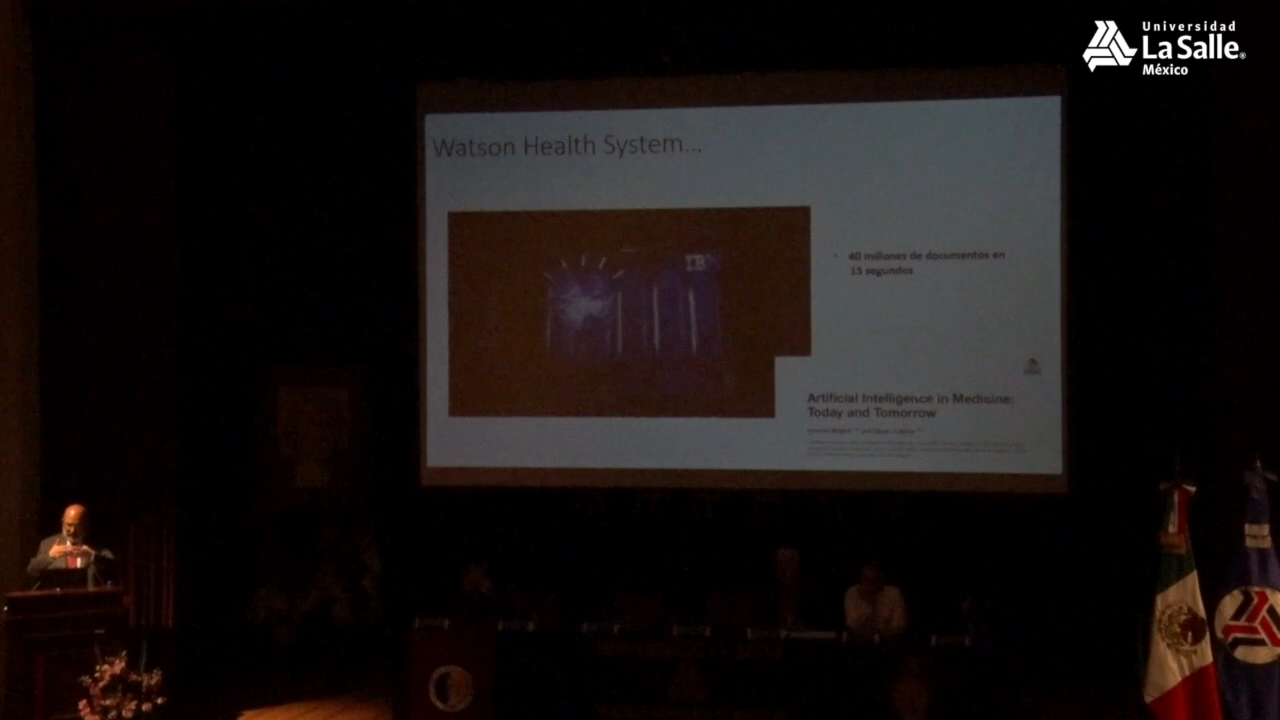 Universidad
La Salle®
México
Watson Health System...
IB
• 40 millones de documentos en
15 segundos
Artificial Intelligence in Medicine:
Today and Tomorrow